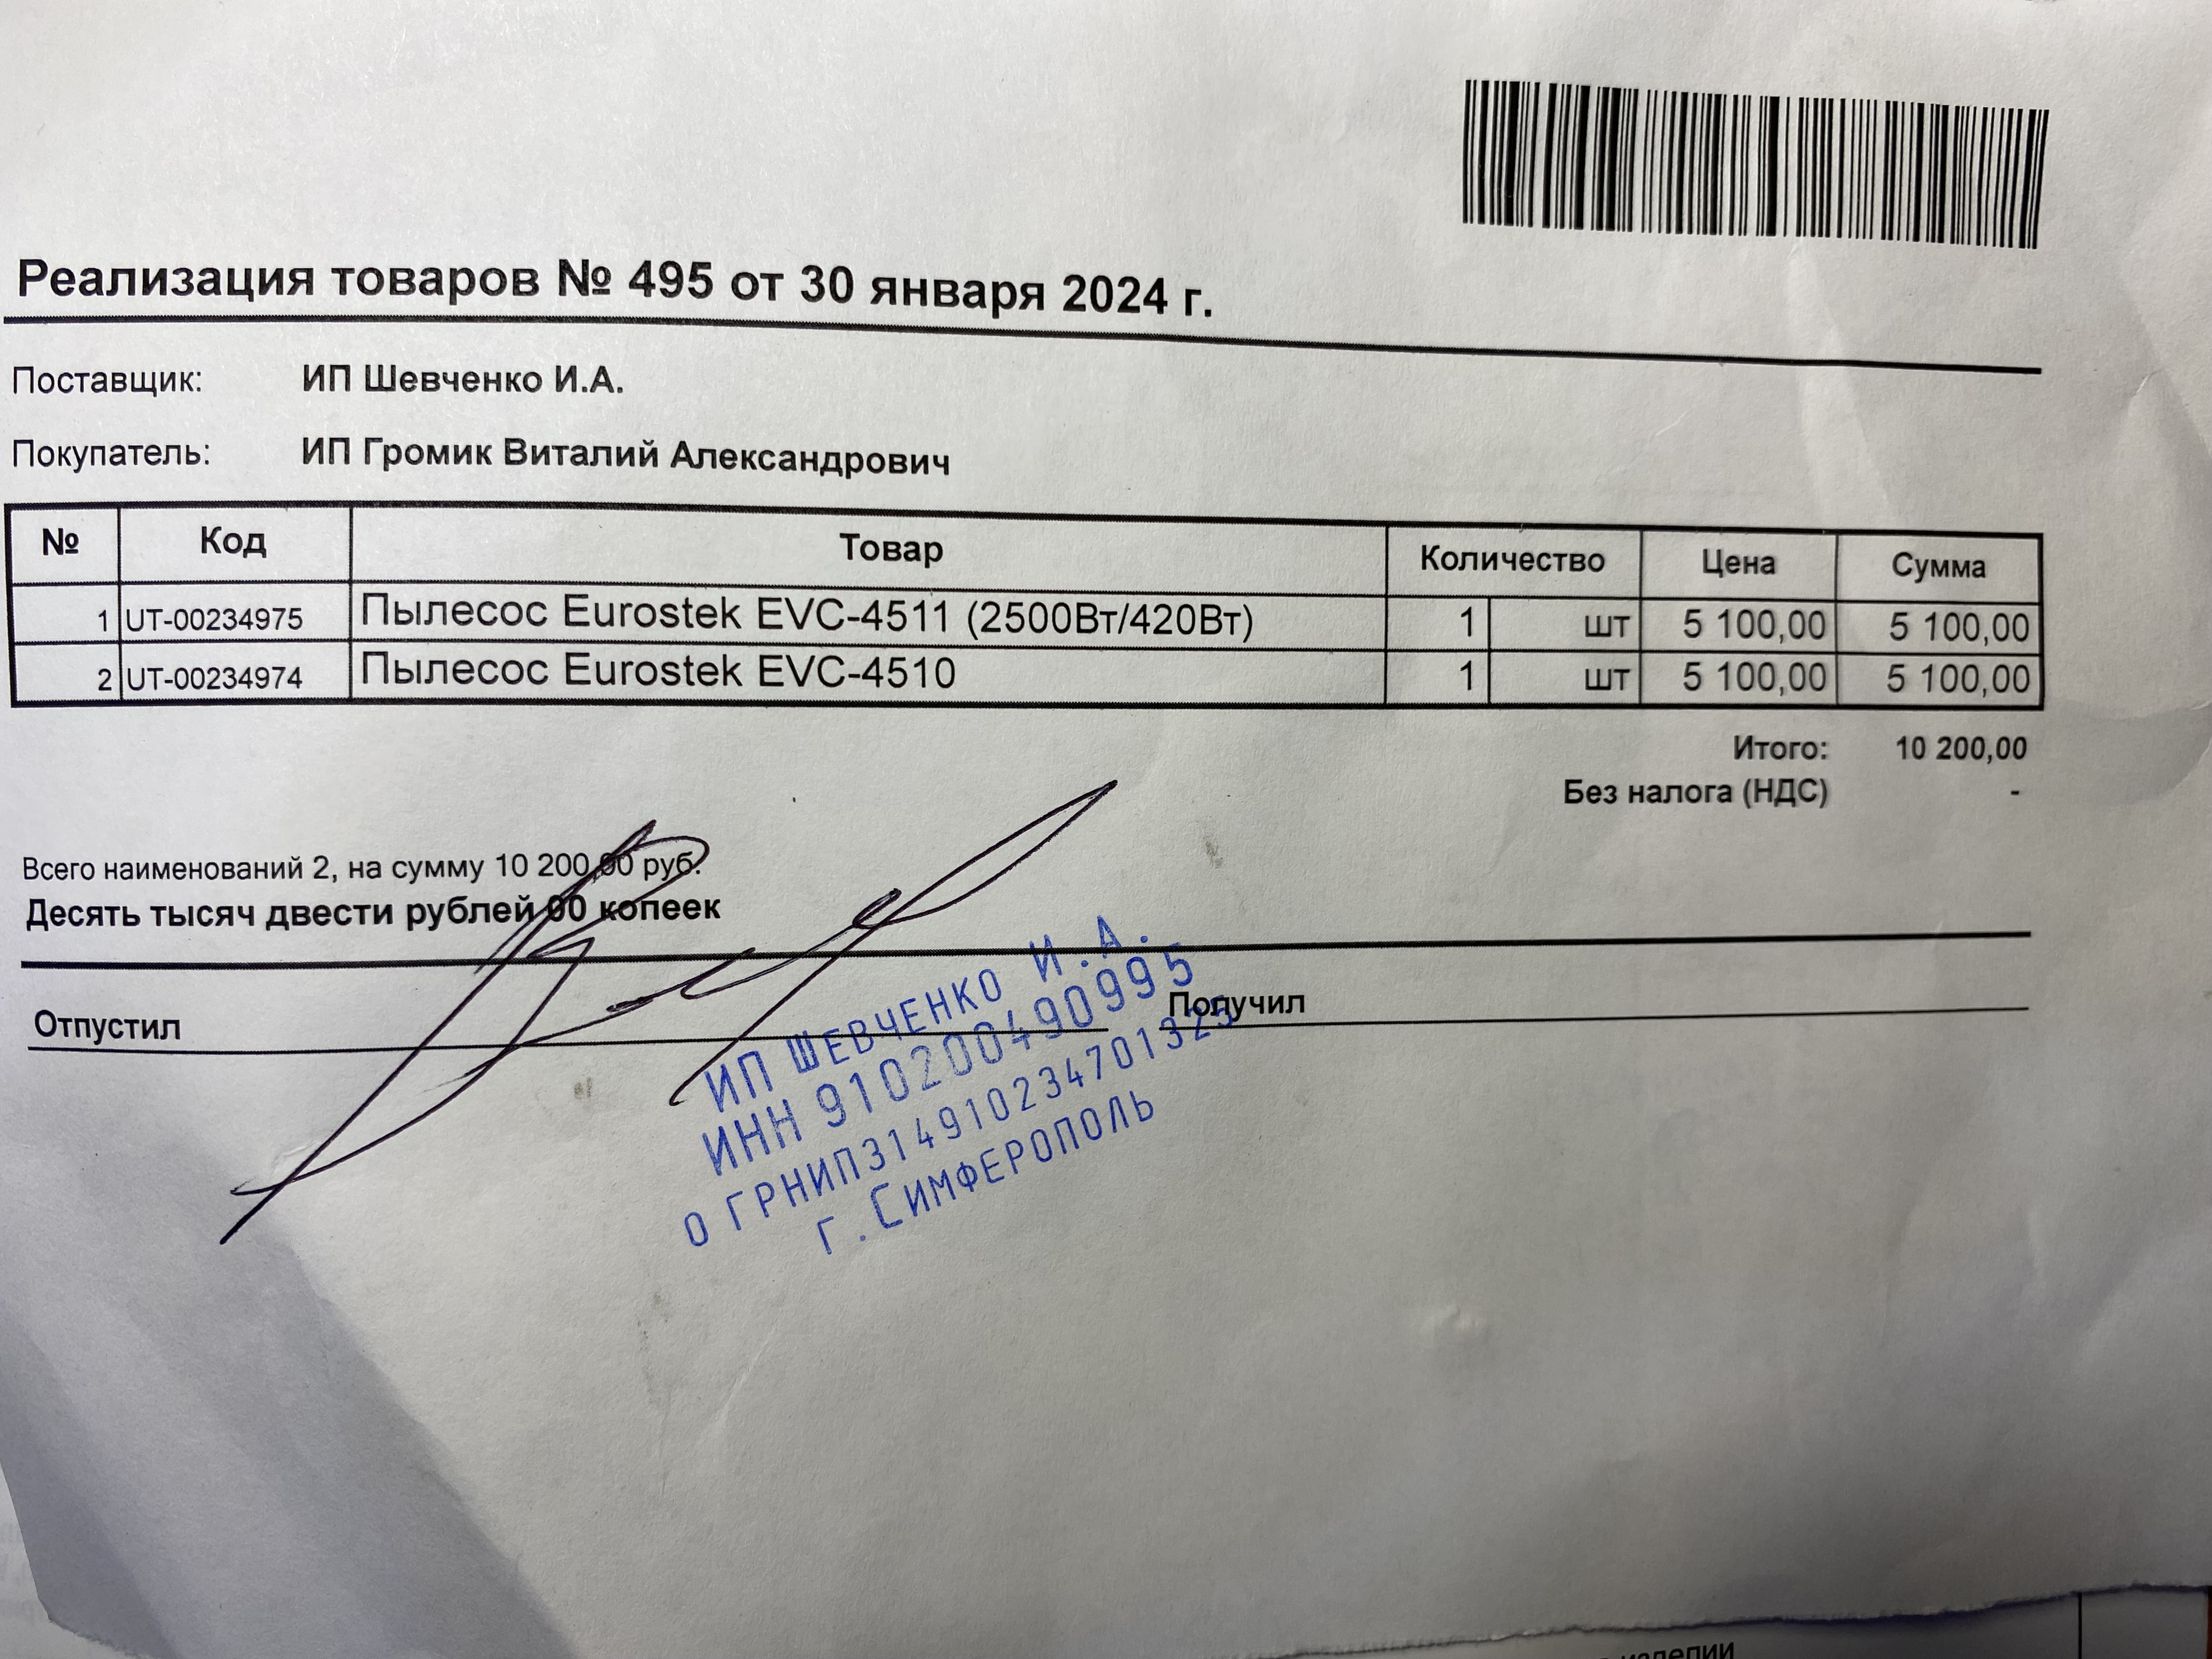 Реализация товаров № 495 от 30 января 2024 г.
Поставщик: ИП Шевченко И.А.
Покупатель: ИП Громик Виталий Александрович
№ Код Товар Количество Цена Сумма
1 UT-00234975 Пылесос Eurostek EVC-4511 (2500Вт/420Вт) 1 шт 5 100,00 5 100,00
2 UT-00234974 Пылесос Eurostek EVC-4510 1 шт 5 100,00 5 100,00
Итого: 10 200,00
Без налога (НДС) -
Всего наименований 2, на сумму 10 200,00 руб.
Десять тысяч двести рублей 00 копеек
Отпустил Получил
ИП ШЕВЧЕНКО И.А.
ИНН 910200490995
ОГРНИП314910234701325
г. Симферополь
изделии